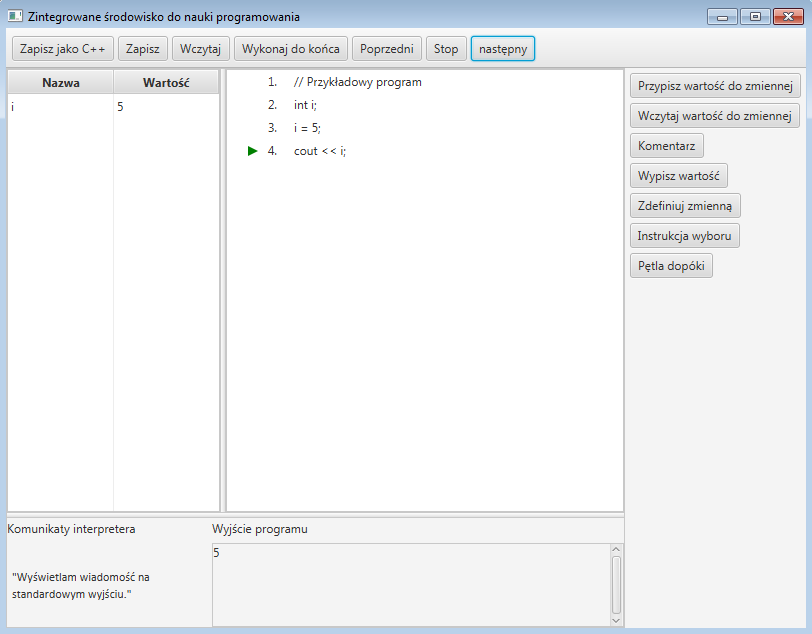 Zintegrowane środowisko do nauki programowania
Zapisz jako C++ Zapisz Wczytaj Wykonaj do końca Poprzedni Stop następny
Nazwa Wartość
i 5
1. // Przykładowy program
2. int i;
3. i = 5;
4. cout << i;
Przypisz wartość do zmiennej
Wczytaj wartość do zmiennej
Komentarz
Wypisz wartość
Zdefiniuj zmienną
Instrukcja wyboru
Pętla dopóki
Komunikaty interpretera
"Wyświetlam wiadomość na
standardowym wyjściu."
Wyjście programu
5